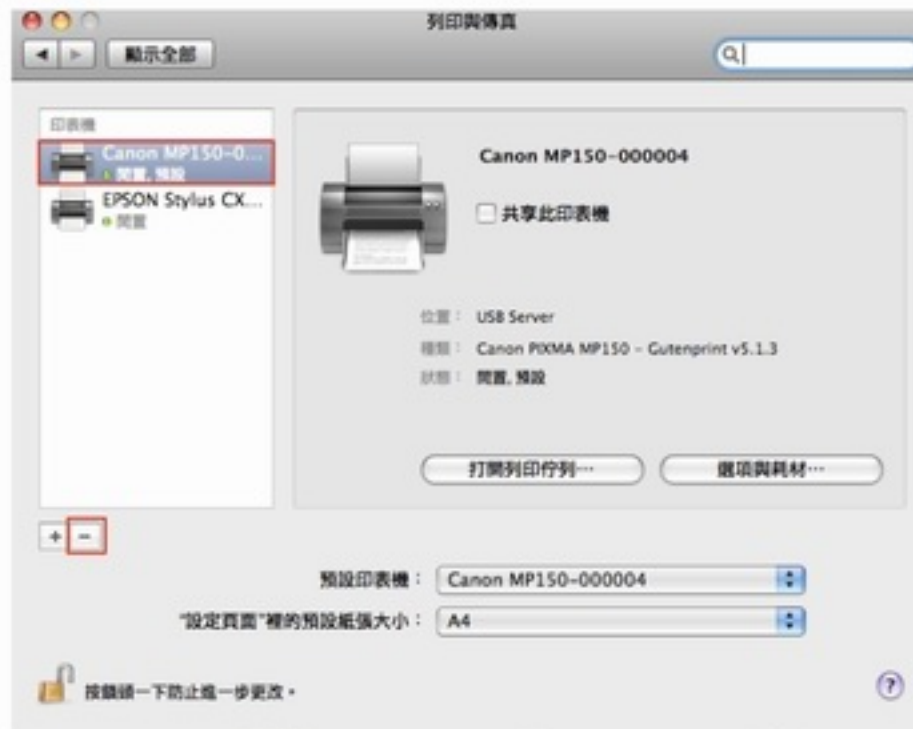 列印與傳真
顯示全部
印表機
Canon MP150-0...
閒置, 預設
EPSON Stylus CX...
閒置
Canon MP150-000004
共享此印表機
位置： USB Server
種類： Canon PIXMA MP150 - Gutenprint v5.1.3
狀態： 閒置, 預設
打開列印佇列…
選項與耗材…
+ −
預設印表機： Canon MP150-000004
“設定頁面”裡的預設紙張大小： A4
按鎖頭一下防止進一步更改。
?